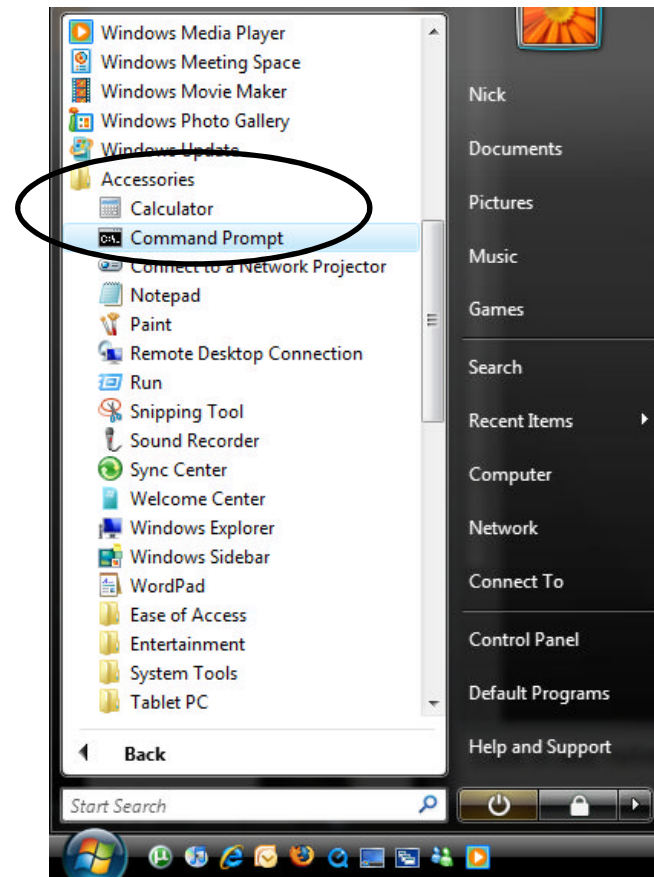 Windows Media Player
Windows Meeting Space
Windows Movie Maker
Windows Photo Gallery
Windows Update
Accessories
Calculator
C:\.
Command Prompt
Connect to a Network Projector
Notepad
Paint
Remote Desktop Connection
Run
Snipping Tool
Sound Recorder
Sync Center
Welcome Center
Windows Explorer
Windows Sidebar
WordPad
Ease of Access
Entertainment
System Tools
Tablet PC
Back
Start Search
Nick
Documents
Pictures
Music
Games
Search
Recent Items
Computer
Network
Connect To
Control Panel
Default Programs
Help and Support